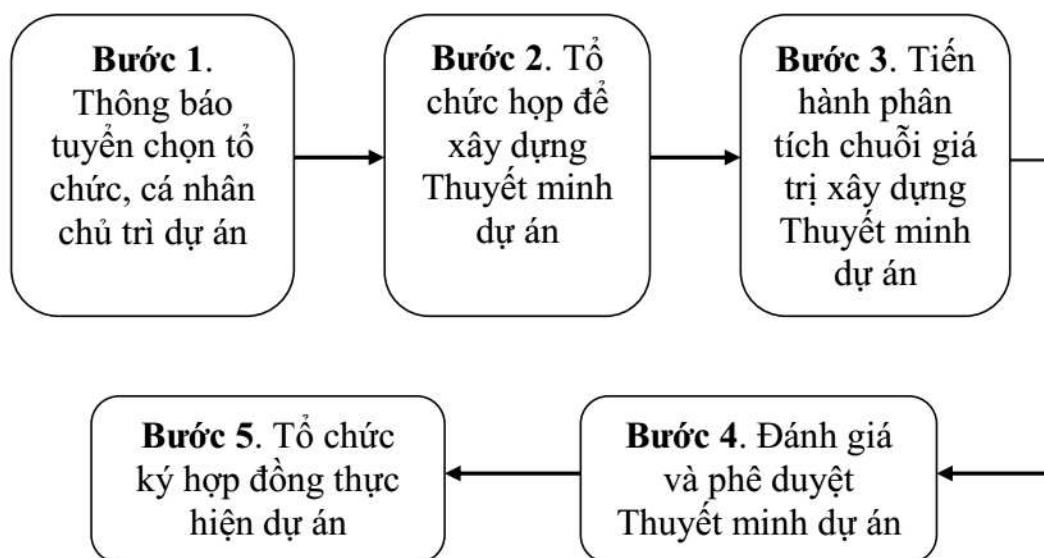 Bước 1.
Thông báo
tuyển chọn tổ
chức, cá nhân
chủ trì dự án
Bước 2. Tổ
chức họp để
xây dựng
Thuyết minh
dự án
Bước 3. Tiến
hành phân
tích chuỗi giá
trị xây dựng
Thuyết minh
dự án
Bước 4. Đánh giá
và phê duyệt
Thuyết minh dự án
Bước 5. Tổ chức
ký hợp đồng thực
hiện dự án